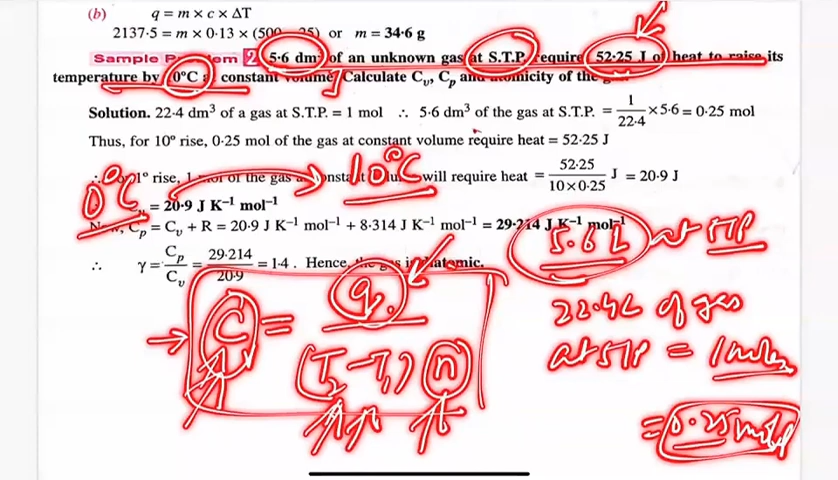 (b) q = m × c × ΔT
2137·5 = m × 0·13 × (500 25) or m = 34·6 g
Sample Problem 2 5·6 dm³ of an unknown gas at S.T.P. require 52·25 J of heat to raise its
temperature by 10°C at constant volume. Calculate Cᵥ, Cₚ and atomicity of the gas.
Solution. 22·4 dm³ of a gas at S.T.P. = 1 mol ∴ 5·6 dm³ of the gas at S.T.P. = 1/22·4 ×5·6 = 0·25 mol
Thus, for 10° rise, 0·25 mol of the gas at constant volume require heat = 52·25 J
1° rise, 1 mol of the gas at constant will require heat = 52·25/10×0·25 J = 20·9 J
0°C 10°C
= 20·9 J K⁻¹ mol⁻¹
Now, Cₚ = Cᵥ + R = 20·9 J K⁻¹ mol⁻¹ + 8·314 J K⁻¹ mol⁻¹ = 29·214 J K⁻¹ mol⁻¹
∴ γ = Cₚ/Cᵥ = 29·214/20·9 = 1·4. Hence, the gas is diatomic.
C = q/(T₂-T₁)(n)
5.6L at STP
22.4L of gas
at STP = 1 mole
= 0.25 mole